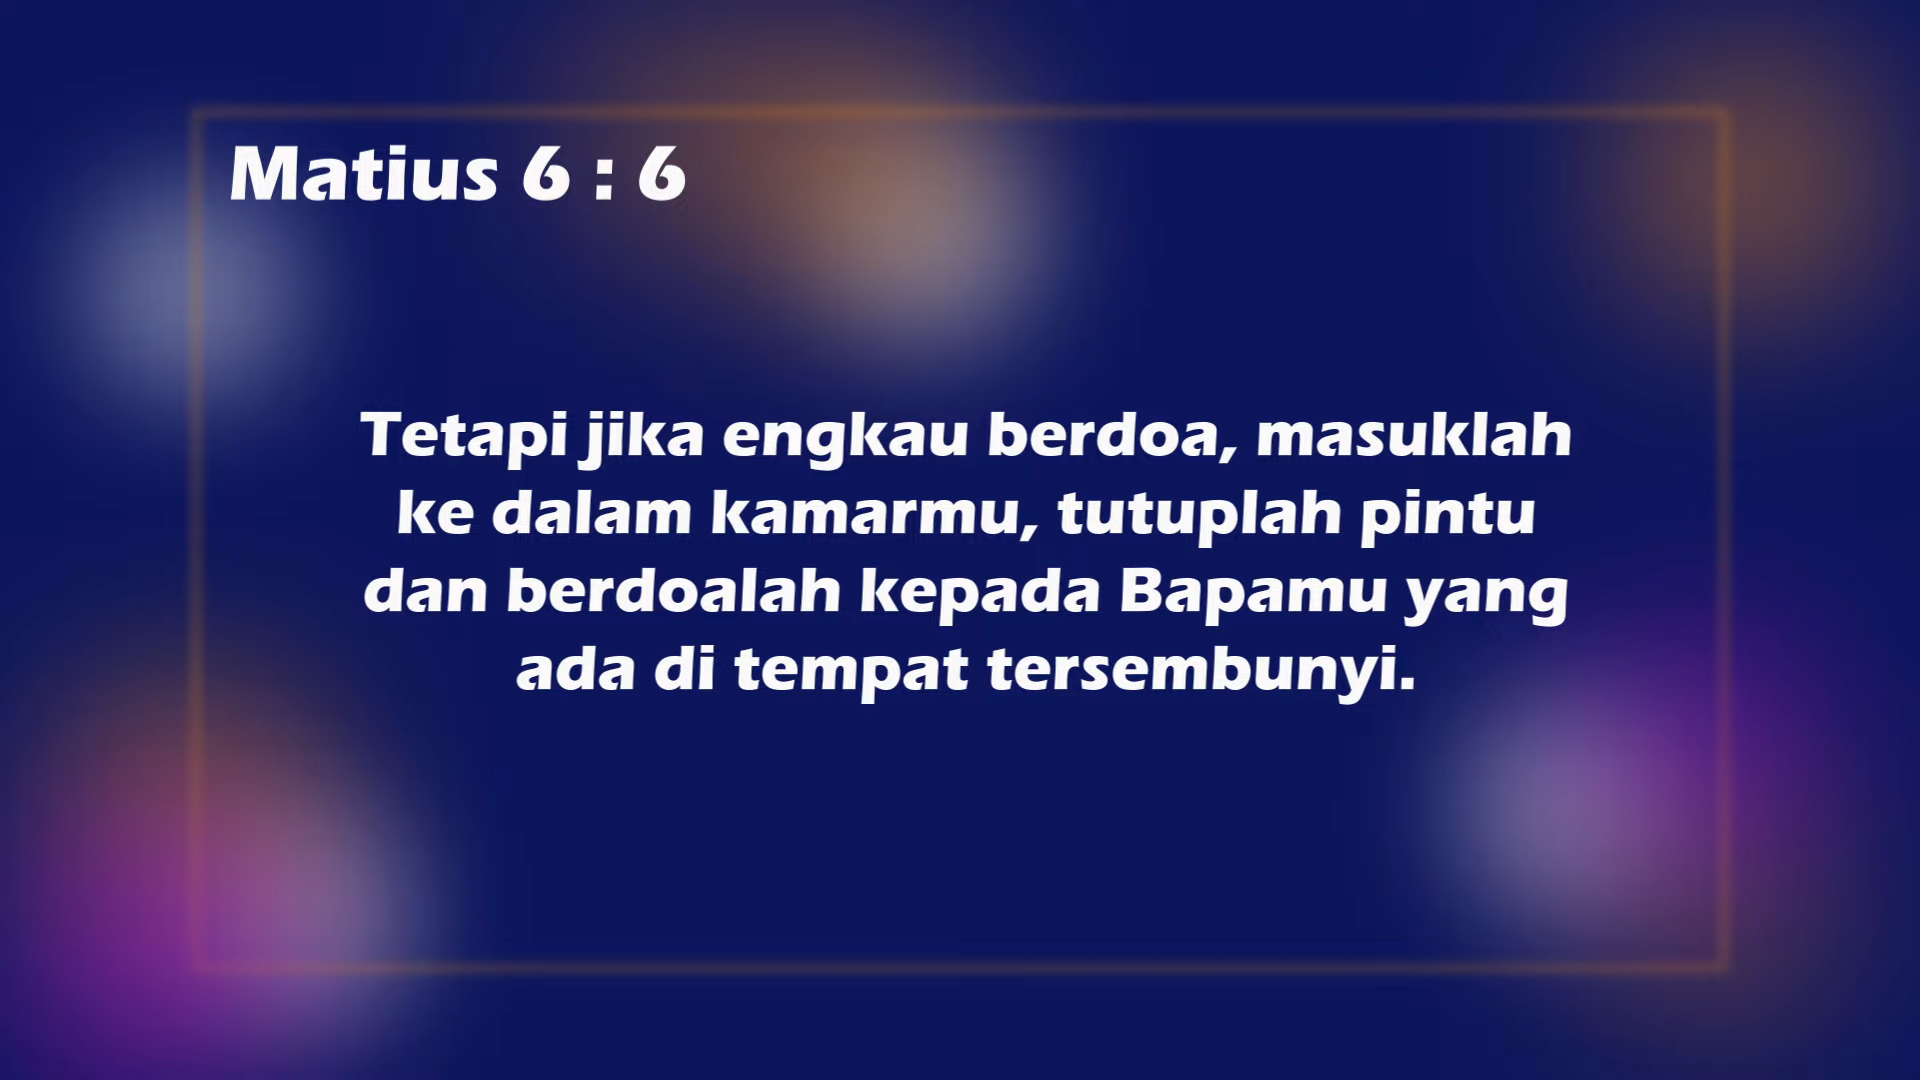 Matius 6 : 6
Tetapi jika engkau berdoa, masuklah
ke dalam kamarmu, tutuplah pintu
dan berdoalah kepada Bapamu yang
ada di tempat tersembunyi.